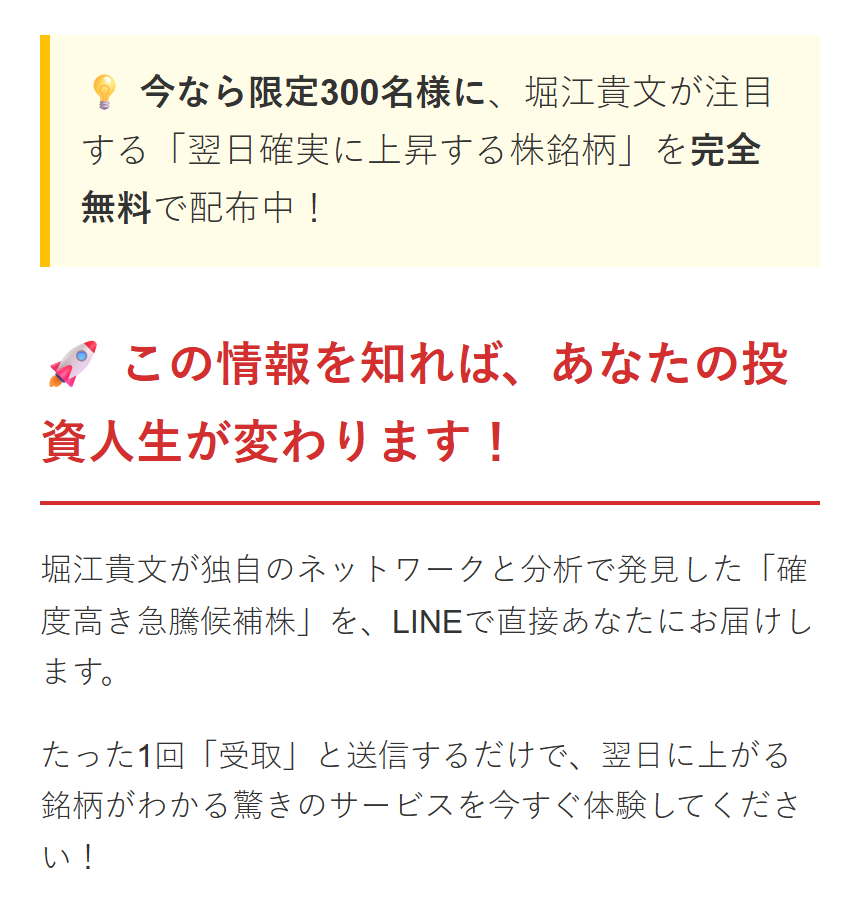 💡 今なら限定300名様に、堀江貴文が注目
する「翌日確実に上昇する株銘柄」を完全
無料で配布中！
🚀 この情報を知れば、あなたの投
資人生が変わります！
堀江貴文が独自のネットワークと分析で発見した「確
度高き急騰候補株」を、LINEで直接あなたにお届けし
ます。
たった1回「受取」と送信するだけで、翌日に上がる
銘柄がわかる驚きのサービスを今すぐ体験してくださ
い！